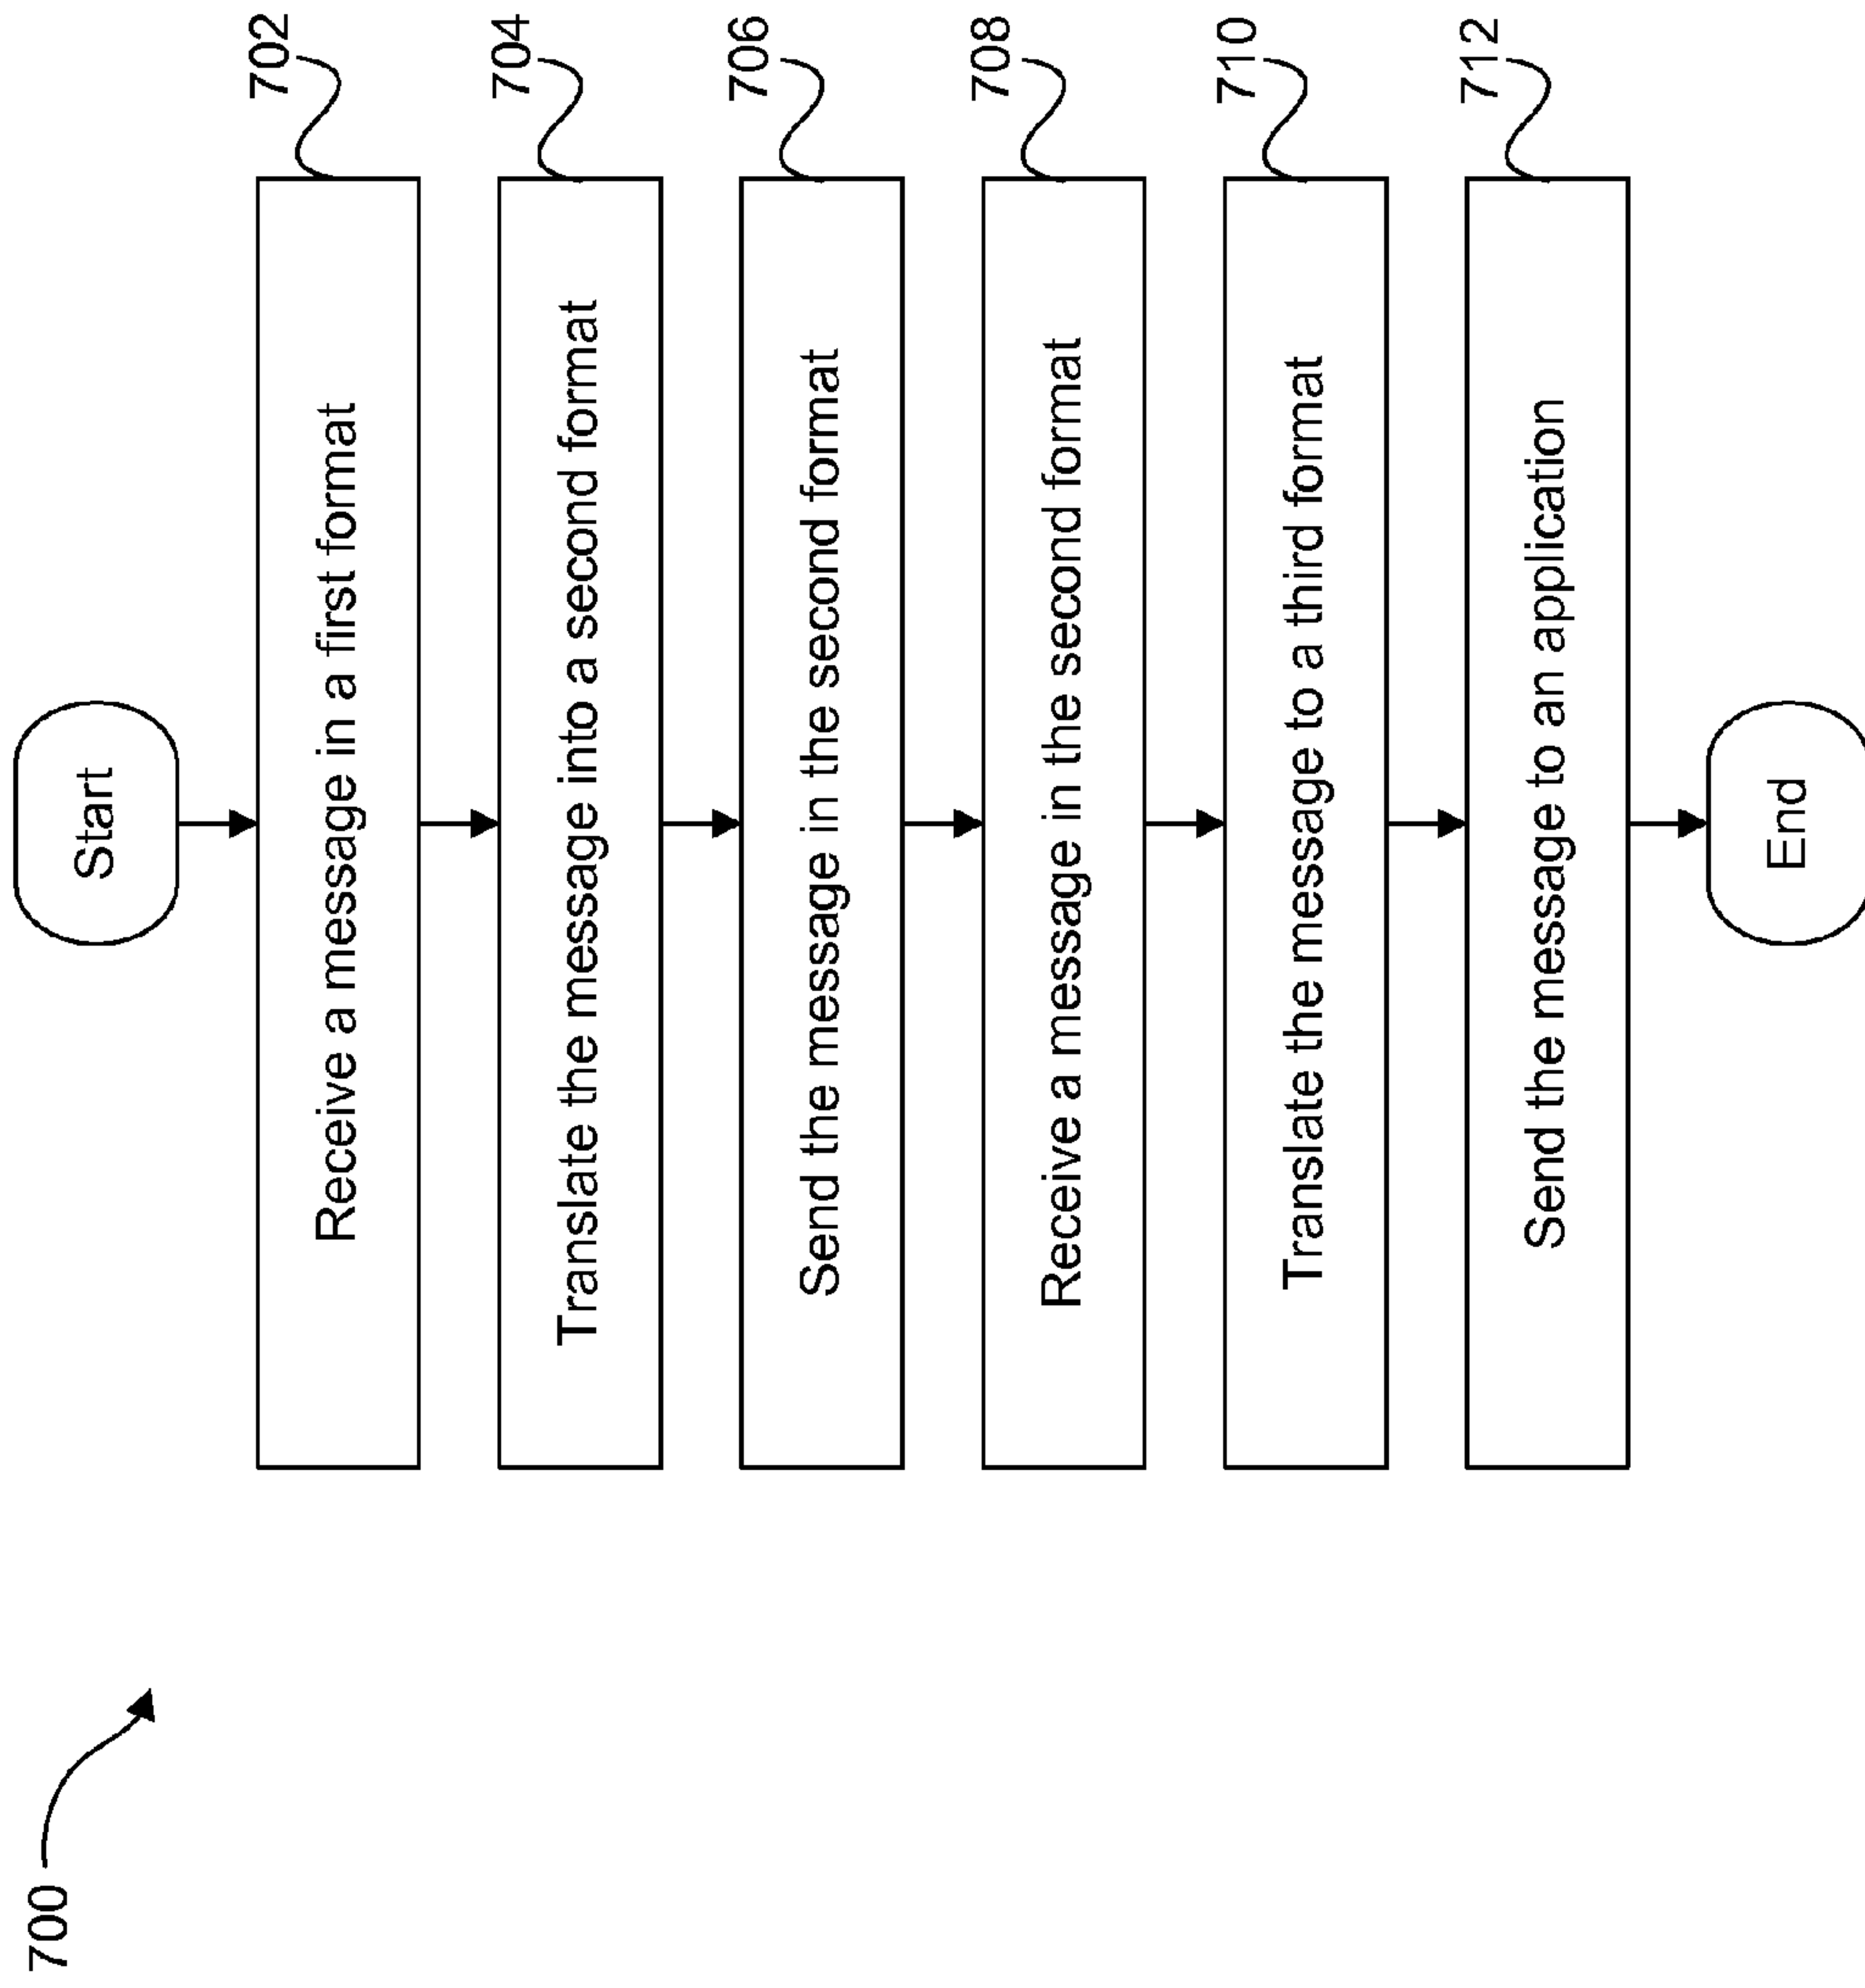 700
Start
Receive a message in a first format
702
Translate the message into a second format
704
Send the message in the second format
706
Receive a message in the second format
708
Translate the message to a third format
710
Send the message to an application
712
End